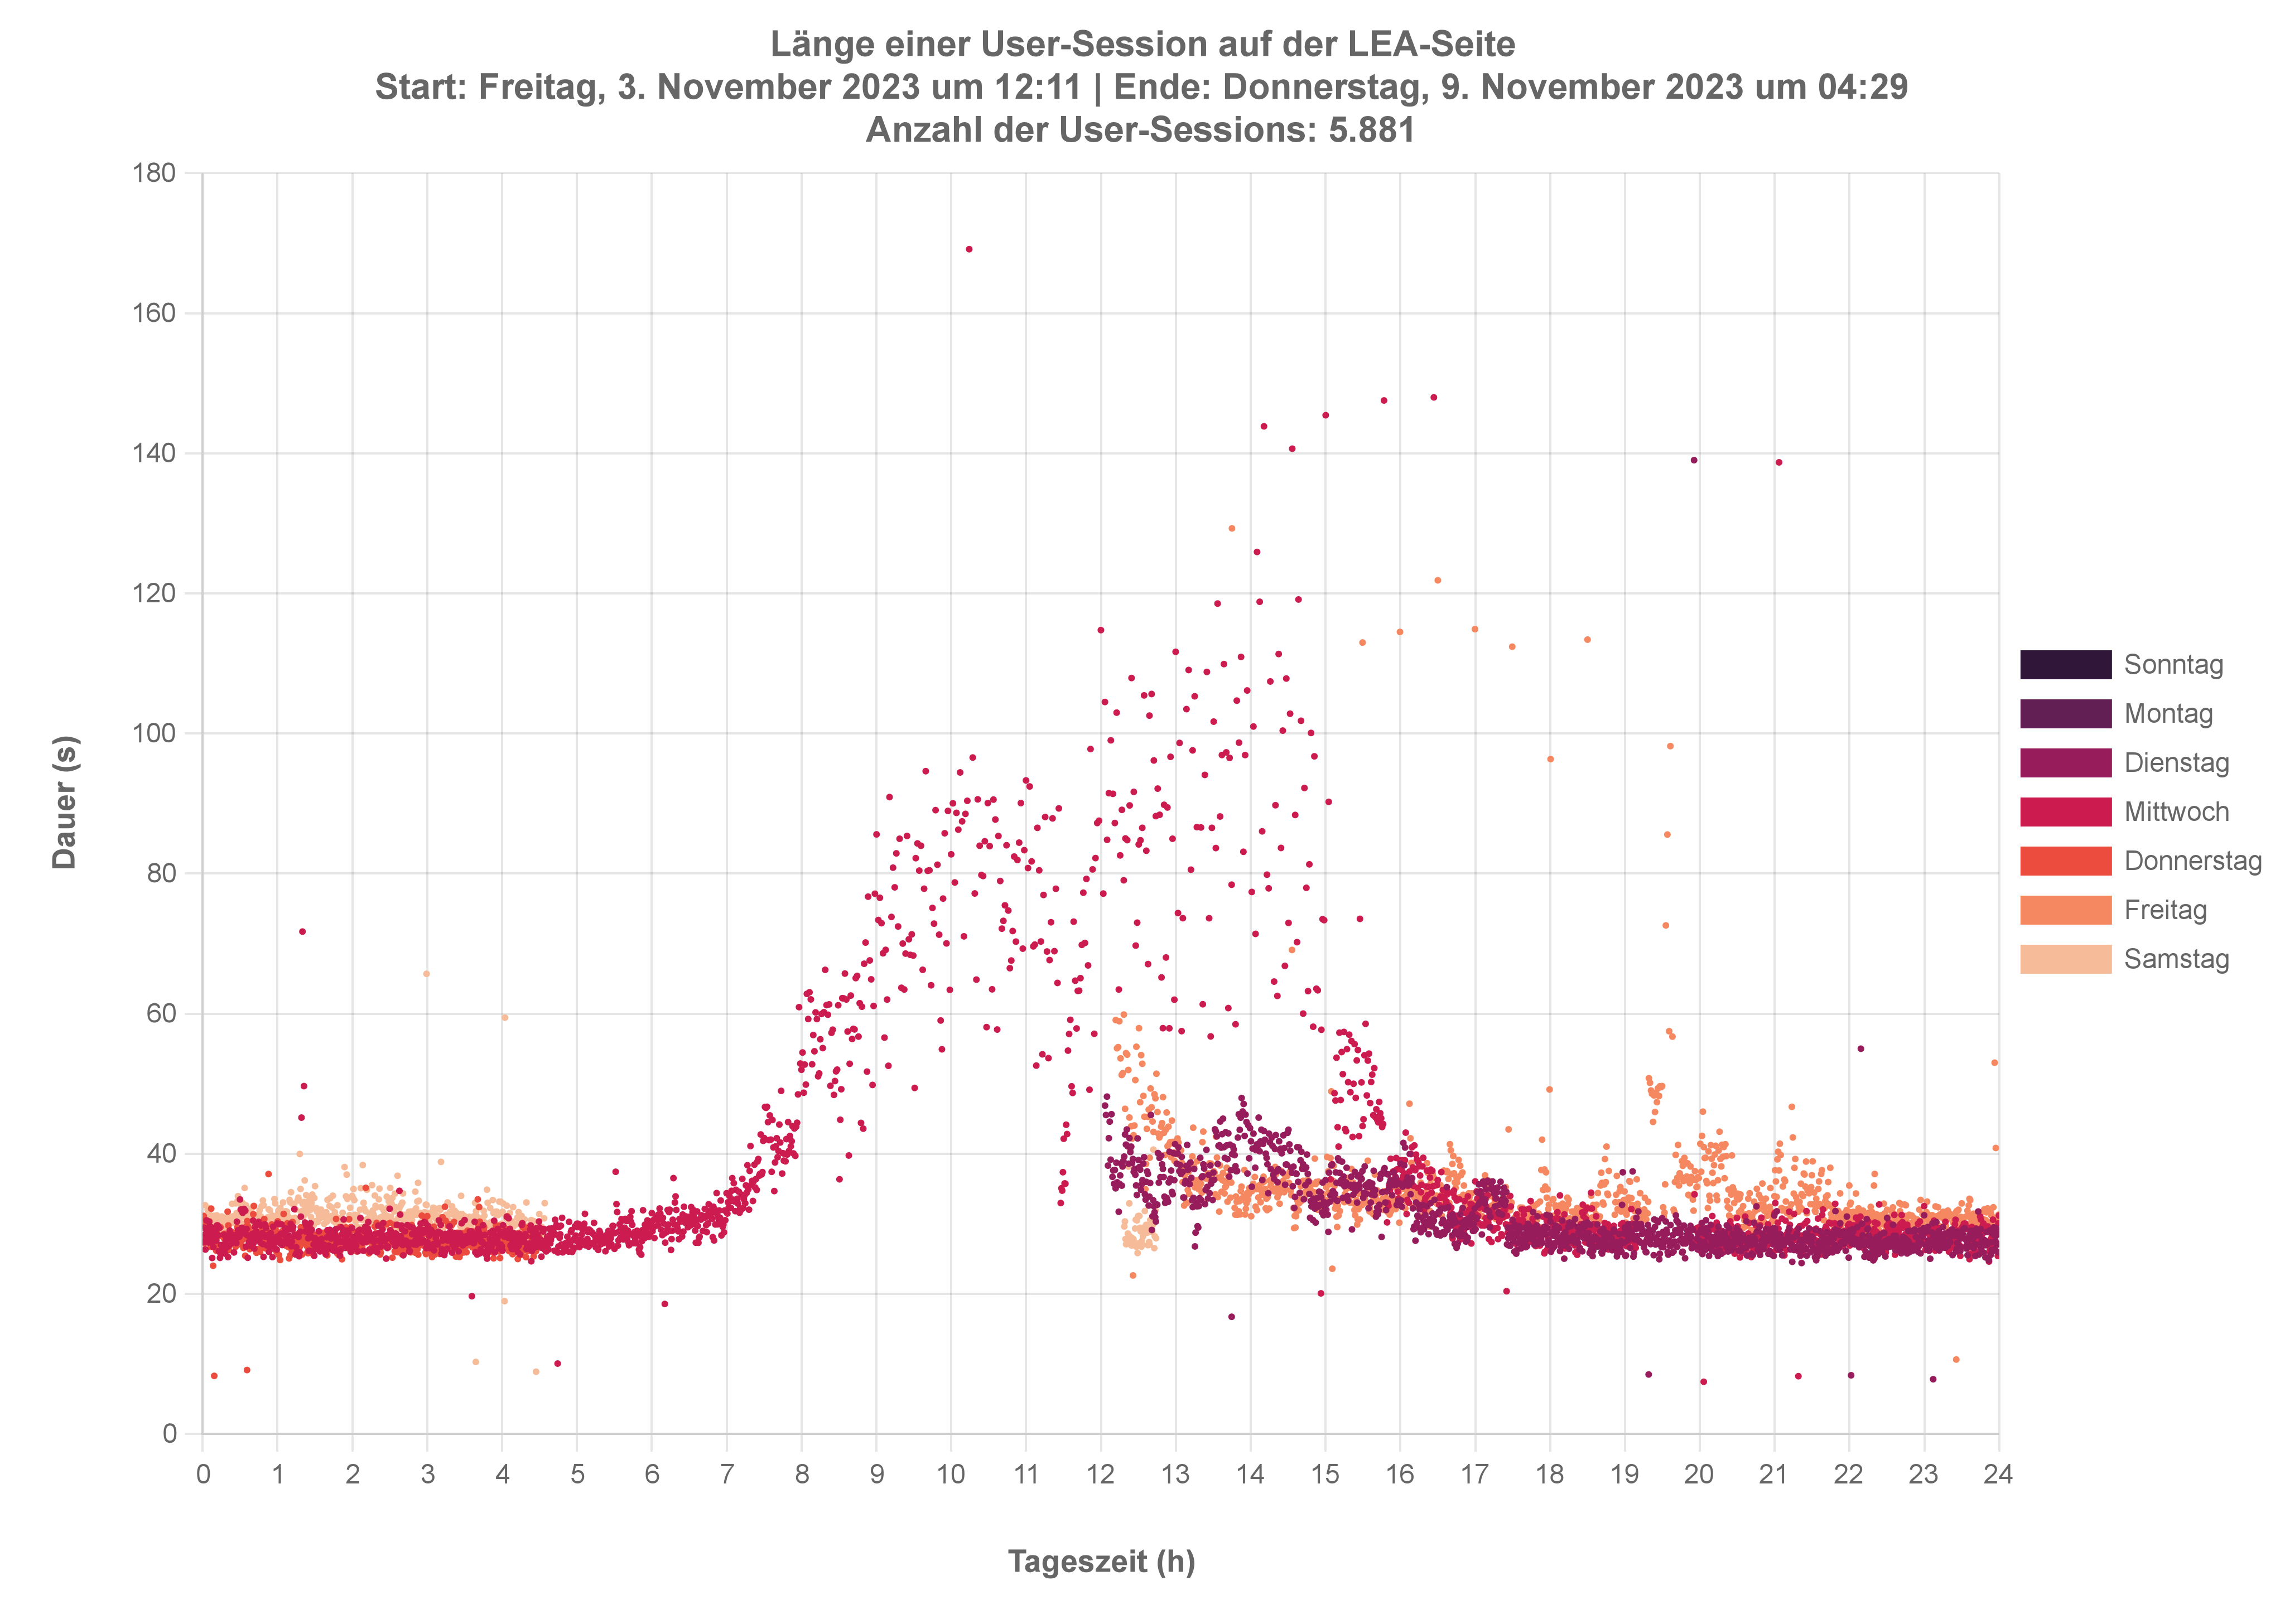 Länge einer User-Session auf der LEA-Seite
Start: Freitag, 3. November 2023 um 12:11 | Ende: Donnerstag, 9. November 2023 um 04:29
Anzahl der User-Sessions: 5.881
180
160
140
120
100
80
60
40
20
0
Dauer (s)
0 1 2 3 4 5 6 7 8 9 10 11 12 13 14 15 16 17 18 19 20 21 22 23 24
Tageszeit (h)
Sonntag
Montag
Dienstag
Mittwoch
Donnerstag
Freitag
Samstag